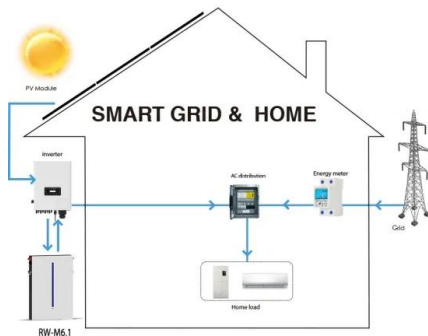 PV Module
SMART GRID & HOME
Inverter
AC distribution
Energy meter
Grid
Home load
RW-M6.1